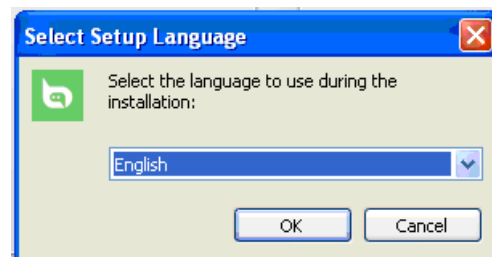 Select Setup Language
Select the language to use during the
installation:
English
OK
Cancel